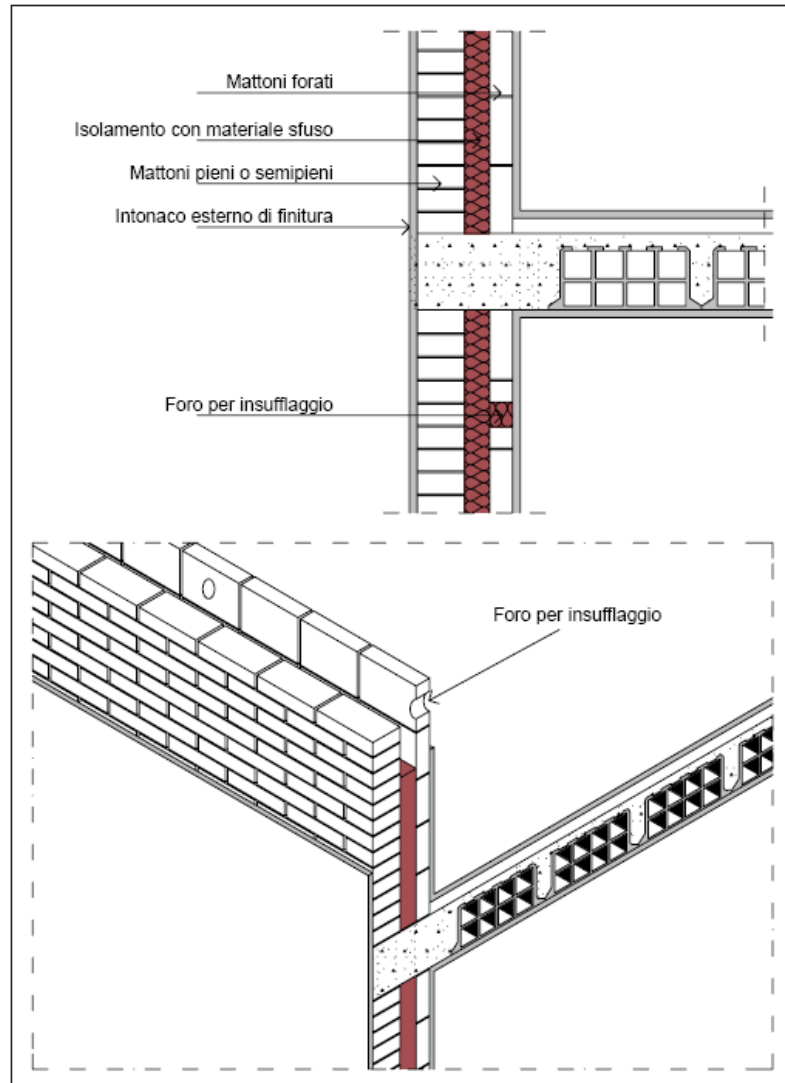 Mattoni forati
Isolamento con materiale sfuso
Mattoni pieni o semipieni
Intonaco esterno di finitura
Foro per insufflaggio
Foro per insufflaggio